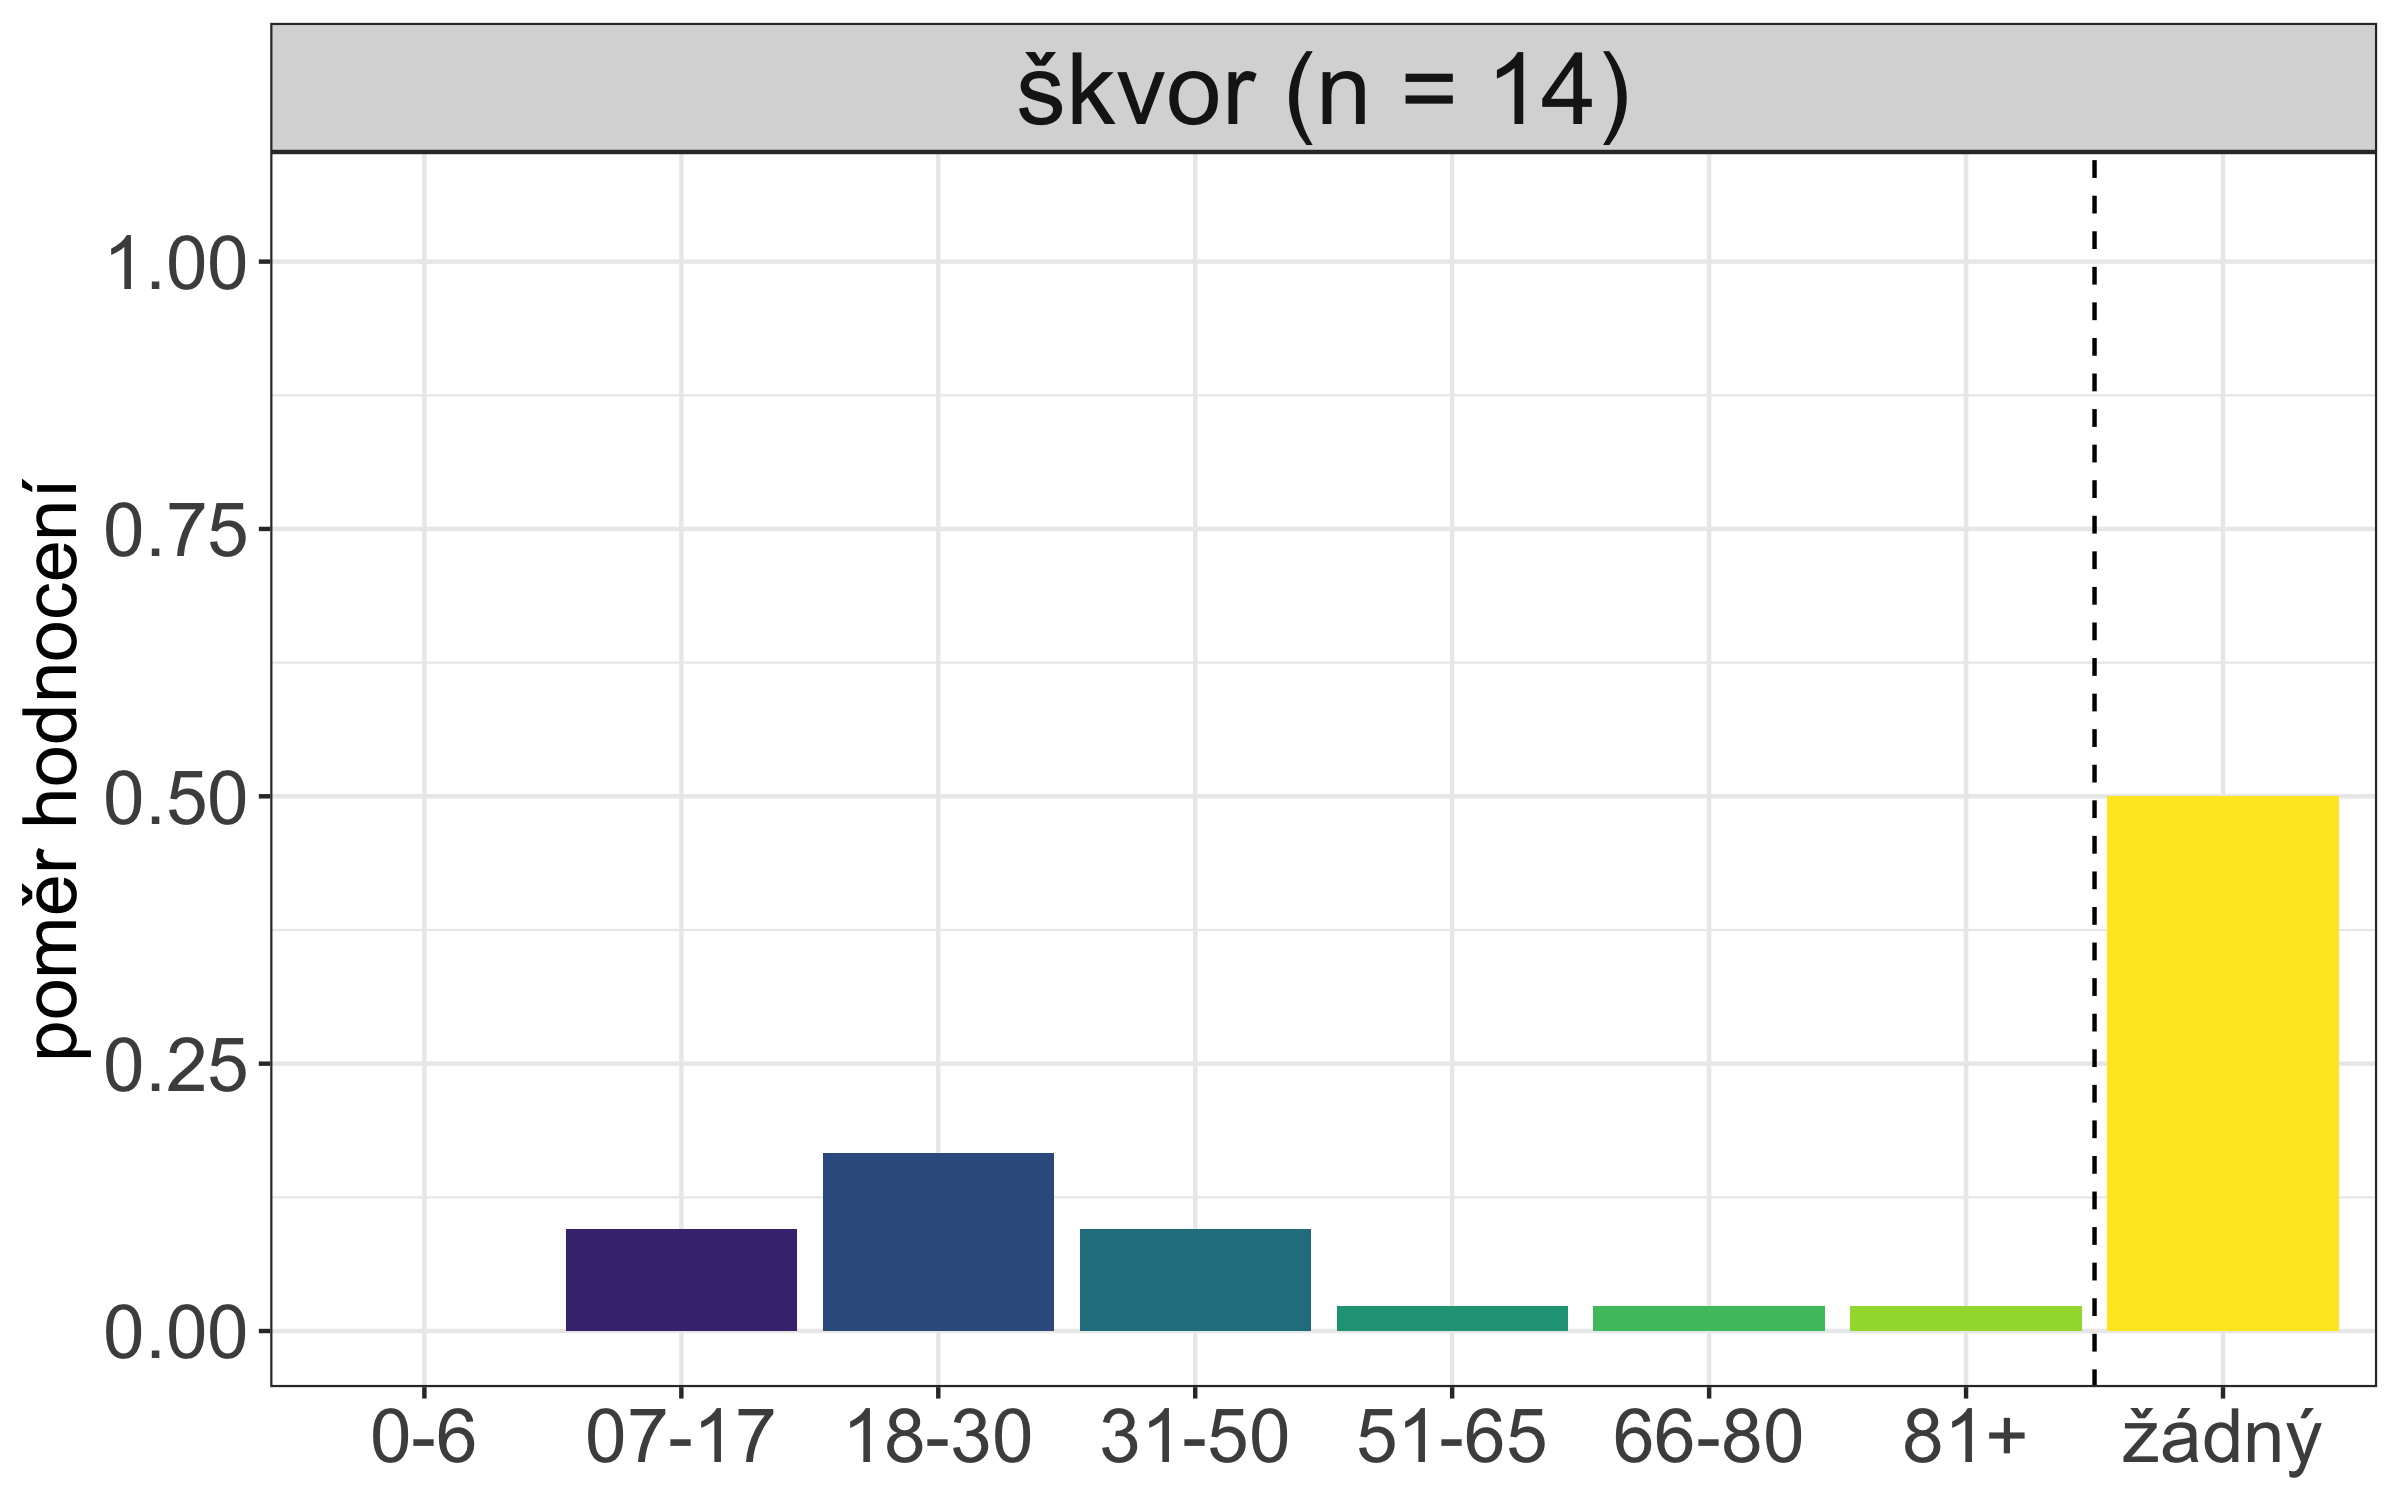 škvor (n = 14)
poměr hodnocení
1.00
0.75
0.50
0.25
0.00
0-6 07-17 18-30 31-50 51-65 66-80 81+ žádný